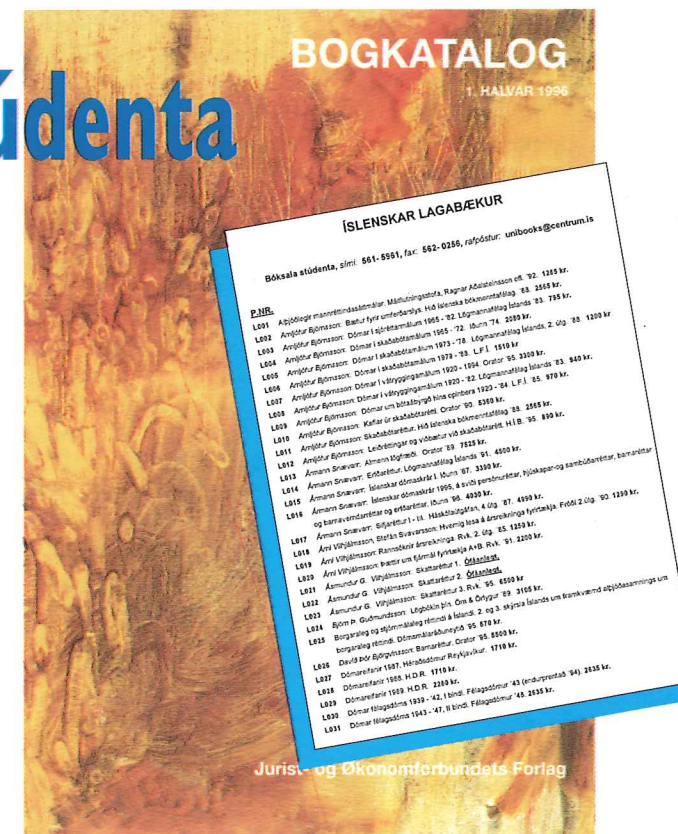 BOGKATALOG
1. HALVÅR 1996
údenta
ÍSLENSKAR LAGABÆKUR
Bóksala stúdenta, sími: 561-5961, fax: 562-0256, rafpóstur: unibooks@centrum.is
P.NR.
L001 Alþjóðlegir mannréttindasáttmálar, Málflutningsstofa, Ragnar Aðalsteinsson ofl. '92. 1265 kr.
L002 Arnljótur Björnsson: Bætur fyrir umferðarslys. Hið íslenska bókmenntafélag. '88. 2565 kr.
L003 Arnljótur Björnsson: Dómar í sjóréttarmálum 1965 - '82. Lögmannafélag Íslands '83. 795 kr.
L004 Arnljótur Björnsson: Dómar í skaðabótamálum 1965 - '72. Iðunn '74. 2080 kr.
L005 Arnljótur Björnsson: Dómar í skaðabótamálum 1973 - '78. Lögmannafélag Íslands, 2. útg. '88. 1200 kr
L006 Arnljótur Björnsson: Dómar í skaðabótamálum 1979 - '83. L.F.Í. 1510 kr
L007 Arnljótur Björnsson: Dómar í vátryggingamálum 1920 - 1994. Orator '95. 3300 kr.
L008 Arnljótur Björnsson: Dómar í vátryggingamálum 1920 - '82. Lögmannafélag Íslands '83. 940 kr.
L009 Arnljótur Björnsson: Dómar um bótaábyrgð hins opinbera 1920 - '84. L.F.Í. '85. 970 kr.
L010 Arnljótur Björnsson: Kaflar úr skaðabótarétti. Orator '90. 5360 kr.
L011 Arnljótur Björnsson: Skaðabótaréttur, Hið íslenska bókmenntafélag '88. 2565 kr.
L012 Arnljótur Björnsson: Leiðréttingar og viðbætur við skaðabótarétt. H.Í.B. '95. 890 kr.
L013 Ármann Snævarr: Almenn lögfræði. Orator '89. 7525 kr.
L014 Ármann Snævarr: Erfðaréttur, Lögmannafélag Íslands '91. 4500 kr.
L015 Ármann Snævarr: Íslenskar dómaskrár I. Iðunn '67. 3390 kr.
L016 Ármann Snævarr: Íslenskar dómaskrár 1995, á sviði persónuréttar, hjúskapar-og sambúðarréttar, barnaréttar
og barnaverndarréttar og erfðaréttar, Iðunn '96. 4030 kr.
L017 Ármann Snævarr: Sifjaréttur I - III. Háskólaútgáfan, 4.útg. '87. 4990 kr.
L018 Árni Vilhjálmsson, Stefán Svavarsson: Hvernig lesa á ársreikninga fyrirtækja. Fróði 2.útg. '90. 1290 kr.
L019 Árni Vilhjálmsson: Rannsóknir ársreikninga. Rvk. 2. útg. '85. 1250 kr.
L020 Árni Vilhjálmsson: Þættir um fjármál fyrirtækja A+B. Rvk. '91. 2200 kr.
L021 Ásmundur G. Vilhjálmsson: Skattaréttur 1. Ófáanlegt.
L022 Ásmundur G. Vilhjálmsson: Skattaréttur 2. Ófáanlegt.
L023 Ásmundur G. Vilhjálmsson: Skattaréttur 3, Rvk. '95. 6500 kr
L024 Björn Þ. Guðmundsson: Lögbókin þín. Örn & Örlygur '89. 3105 kr.
L025 Borgaraleg og stjórnmálaleg réttindi á Íslandi. 2. og 3. skýrsla Íslands um framkvæmd alþjóðasamnings um
borgaraleg réttindi. Dómsmálaráðuneytið '95. 570 kr.
L026 Davíð Þór Björgvinsson: Barnaréttur, Orator '95. 5500 kr.
L027 Dómareifanir 1987. Héraðsdómur Reykjavíkur. 1710 kr.
L028 Dómareifanir 1988. H.D.R. 1710 kr.
L029 Dómareifanir 1989. H.D.R. 2280 kr.
L030 Dómar félagsdóms 1939 - '42, I bindi. Félagsdómur '43 (endurprentað '94). 2635 kr.
L031 Dómar félagsdóms 1943 - '47, II bindi. Félagsdómur '48. 2635 kr.
Jurist- og Økonomforbundets Forlag